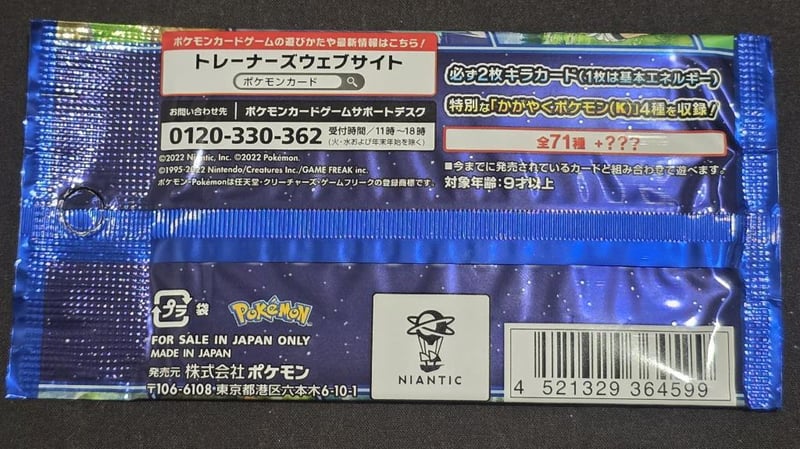 ポケモンカードゲームの遊びかたや最新情報はこちら!
トレーナーズウェブサイト
ポケモンカード
お問い合わせ先 ポケモンカードゲームサポートデスク
0120-330-362 受付時間/11時~18時
(火・水および年末年始を除く)
©2022 Niantic, Inc. ©2022 Pokémon.
©1995-2022 Nintendo/Creatures Inc./GAME FREAK inc.
ポケモン・Pokémonは任天堂・クリーチャーズ・ゲームフリークの登録商標です。
必ず2枚キラカード(1枚は基本エネルギー)
特別な「かがやくポケモン(K)」4種を収録!
全71種 +???
■今までに発売されているカードと組み合わせて遊べます。
対象年齢:9才以上
プラ 袋
POKéMON
FOR SALE IN JAPAN ONLY
MADE IN JAPAN
発売元 株式会社ポケモン
〒106-6108・東京都港区六本木6-10-1
NIANTIC
4 521329 364599